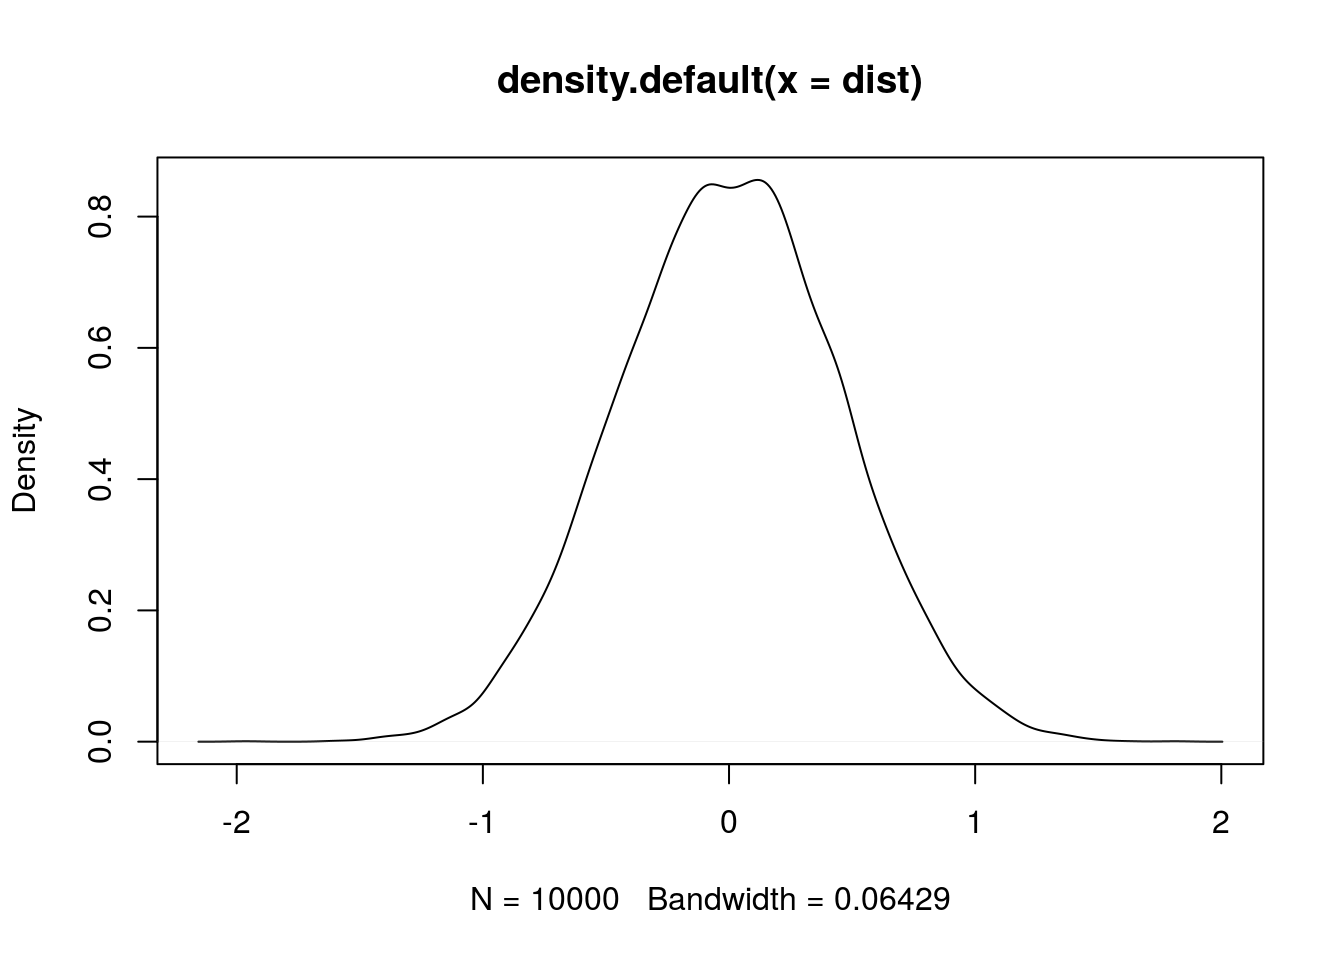 density.default(x = dist)
Density
0.8
0.6
0.4
0.2
0.0
-2 -1 0 1 2
N = 10000 Bandwidth = 0.06429